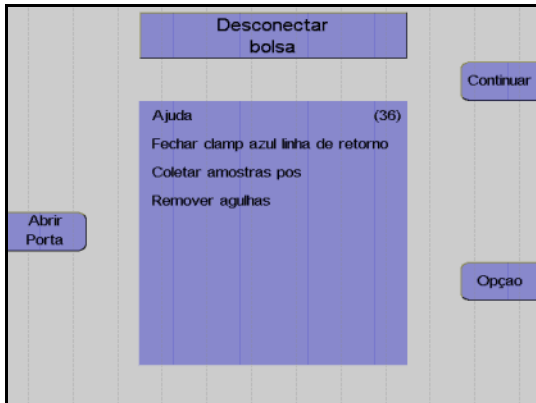 Desconectar
bolsa
Continuar
Ajuda (36)
Fechar clamp azul linha de retorno
Coletar amostras pos
Remover agulhas
Abrir
Porta
Opçao